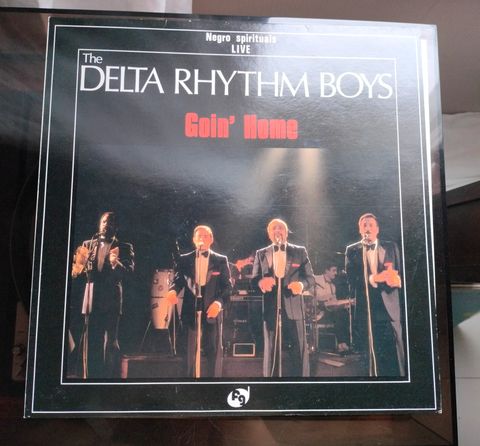 Negro spirituals
LIVE
The
DELTA RHYTHM BOYS
Goin' Home